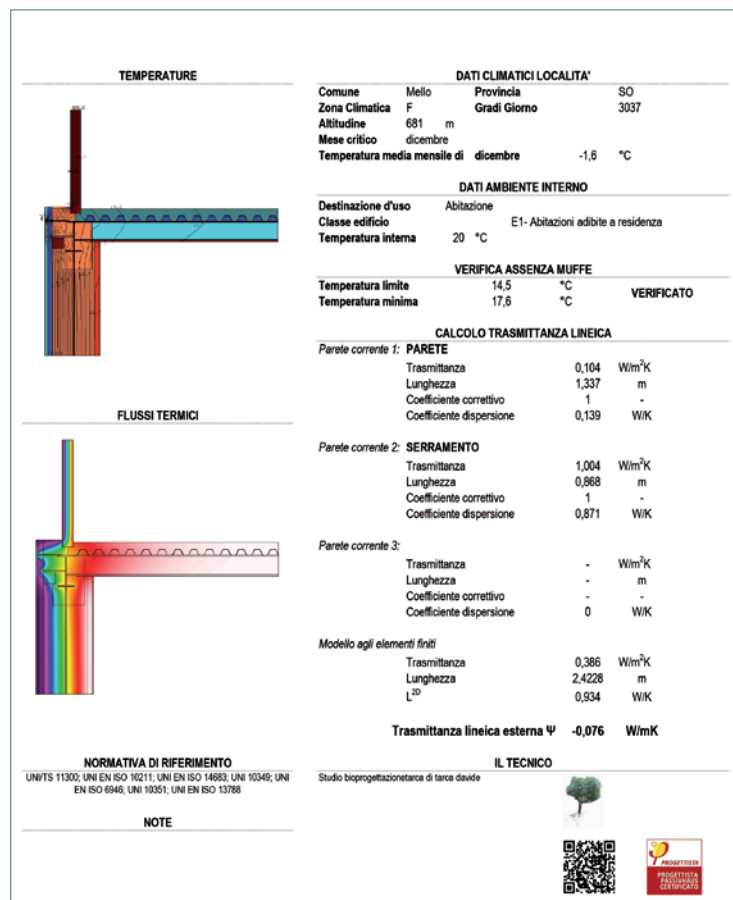 TEMPERATURE
DATI CLIMATICI LOCALITA'
Comune Mello Provincia SO
Zona Climatica F Gradi Giorno 3037
Altitudine 681 m
Mese critico dicembre
Temperatura media mensile di dicembre -1,6 °C
DATI AMBIENTE INTERNO
Destinazione d'uso Abitazione
Classe edificio E1- Abitazioni adibite a residenza
Temperatura interna 20 °C
VERIFICA ASSENZA MUFFE
Temperatura limite 14,5 °C
Temperatura minima 17,6 °C
VERIFICATO
CALCOLO TRASMITTANZA LINEICA
Parete corrente 1: PARETE
Trasmittanza 0,104 W/m²K
Lunghezza 1,337 m
Coefficiente correttivo 1 -
Coefficiente dispersione 0,139 W/K
FLUSSI TERMICI
Parete corrente 2: SERRAMENTO
Trasmittanza 1,004 W/m²K
Lunghezza 0,868 m
Coefficiente correttivo 1 -
Coefficiente dispersione 0,871 W/K
Parete corrente 3:
Trasmittanza - W/m²K
Lunghezza - m
Coefficiente correttivo - -
Coefficiente dispersione 0 W/K
Modello agli elementi finiti
Trasmittanza 0,386 W/m²K
Lunghezza 2,4228 m
L²ᴰ 0,934 W/K
Trasmittanza lineica esterna Ψ -0,076 W/mK
NORMATIVA DI RIFERIMENTO
UNI/TS 11300; UNI EN ISO 10211; UNI EN ISO 14683; UNI 10349; UNI
EN ISO 6946; UNI 10351; UNI EN ISO 13788
NOTE
IL TECNICO
Studio bioprogettazionetarca di tarca davide
PROGETTISTA
PROGETTISTA
PASSIVHAUS
CERTIFICATO